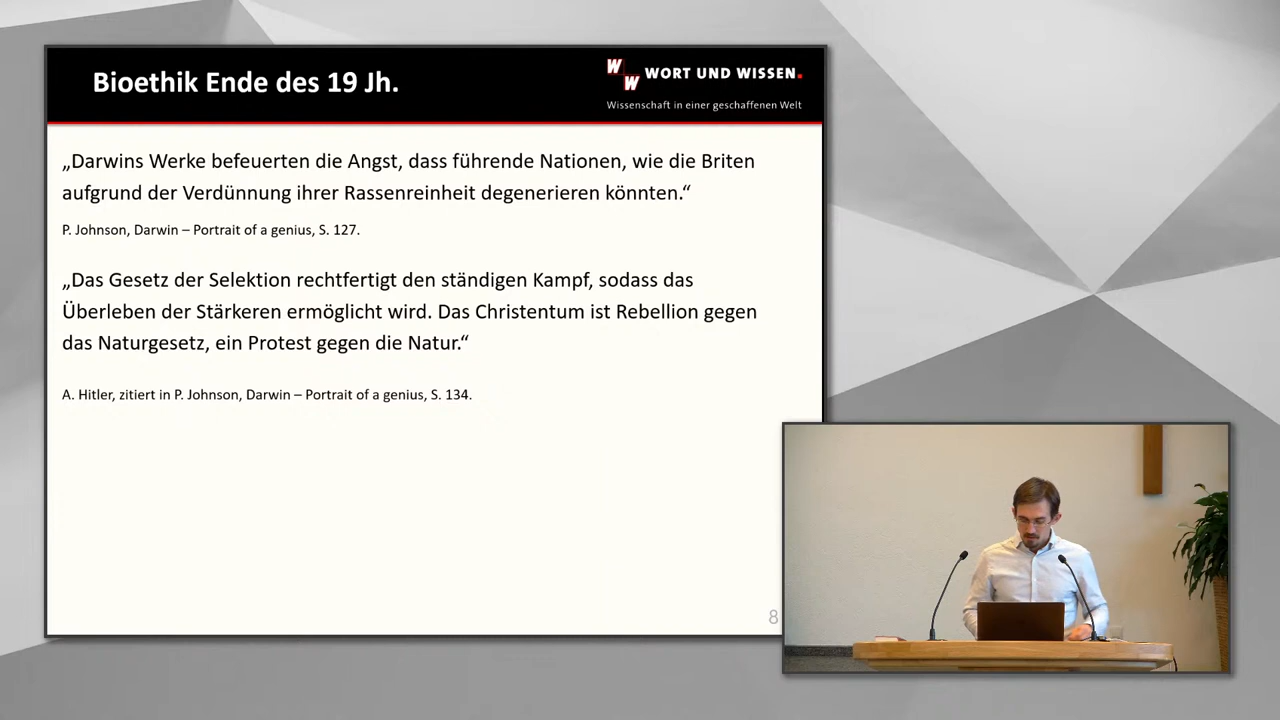 Bioethik Ende des 19 Jh.
W
W
WORT UND WISSEN.
Wissenschaft in einer geschaffenen Welt
„Darwins Werke befeuerten die Angst, dass führende Nationen, wie die Briten
aufgrund der Verdünnung ihrer Rassenreinheit degenerieren könnten.“
P. Johnson, Darwin – Portrait of a genius, S. 127.
„Das Gesetz der Selektion rechtfertigt den ständigen Kampf, sodass das
Überleben der Stärkeren ermöglicht wird. Das Christentum ist Rebellion gegen
das Naturgesetz, ein Protest gegen die Natur.“
A. Hitler, zitiert in P. Johnson, Darwin – Portrait of a genius, S. 134.
8